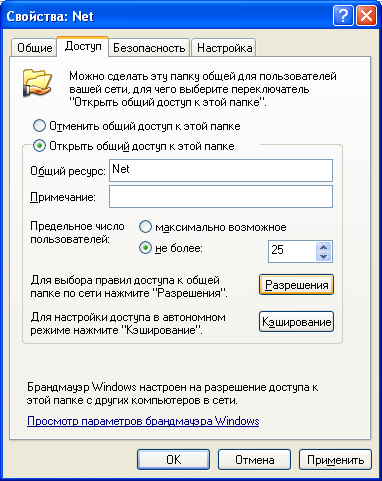 Свойства: Net
Общие Доступ Безопасность Настройка
Можно сделать эту папку общей для пользователей
вашей сети, для чего выберите переключатель
"Открыть общий доступ к этой папке".
Отменить общий доступ к этой папке
Открыть общий доступ к этой папке
Общий ресурс: Net
Примечание:
Предельное число
пользователей:
максимально возможное
не более: 25
Для выбора правил доступа к общей
папке по сети нажмите "Разрешения".
Разрешения
Для настройки доступа в автономном
режиме нажмите "Кэширование".
Кэширование
Брандмауэр Windows настроен на разрешение доступа к
этой папке с других компьютеров в сети.
Просмотр параметров брандмауэра Windows
OK Отмена Применить